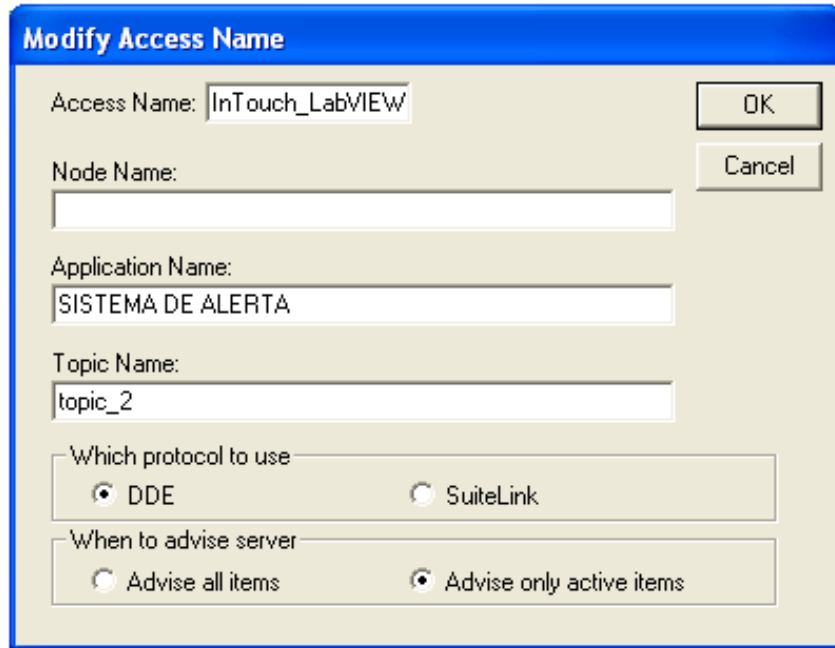 Modify Access Name
Access Name: InTouch_LabVIEW
OK
Node Name:
Cancel
Application Name:
SISTEMA DE ALERTA
Topic Name:
topic_2
Which protocol to use
DDE SuiteLink
When to advise server
Advise all items Advise only active items